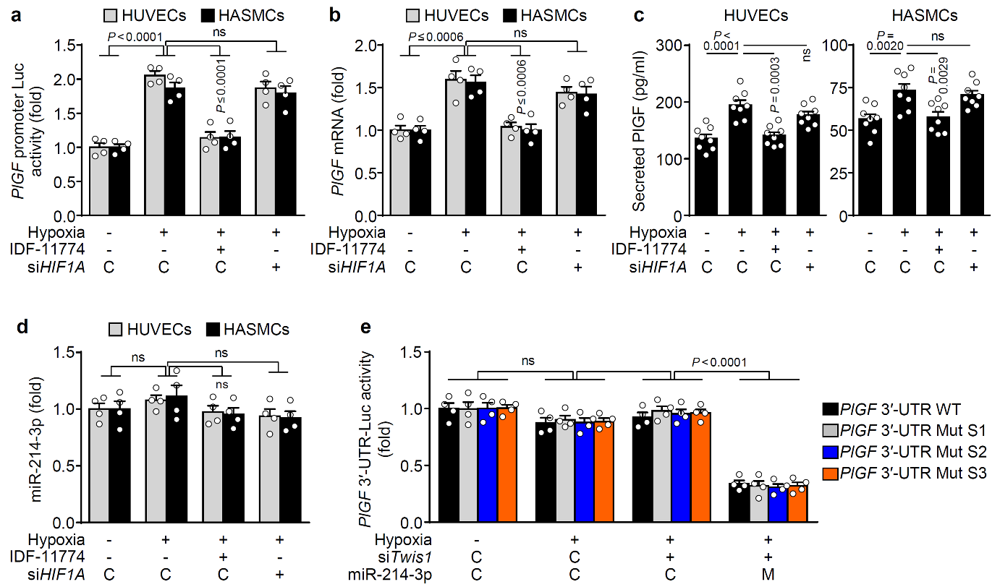 a
HUVECs HASMCs
P < 0.0001
ns
P ≤ 0.0001
PlGF promoter Luc
activity (fold)
1.5
2.0
1.5
1.0
0.5
0.0
Hypoxia - + + +
IDF-11774 - - + -
siHIF1A C C C +
b
HUVECs HASMCs
P ≤ 0.0006
ns
P ≤ 0.0006
PlGF mRNA (fold)
2.0
1.5
1.0
0.5
0.0
Hypoxia - + + +
IDF-11774 - - + -
siHIF1A C C C +
c
HUVECs
P <
0.0001
P = 0.0003
ns
Secreted PlGF (pg/ml)
300
200
100
0
HASMCs
P =
0.0020
ns
P =
0.0029
100
75
50
25
0
Hypoxia - + + + - + + +
IDF-11774 - - + - - - + -
siHIF1A C C C + C C C +
d
HUVECs HASMCs
ns
ns
ns
miR-214-3p (fold)
1.5
1.0
0.5
0.0
Hypoxia - + + +
IDF-11774 - - + -
siHIF1A C C C +
e
ns
P < 0.0001
PlGF 3′-UTR-Luc activity
(fold)
1.5
1.0
0.5
0.0
Hypoxia - + + +
siTwis1 C C + +
miR-214-3p C C C M
PlGF 3′-UTR WT
PlGF 3′-UTR Mut S1
PlGF 3′-UTR Mut S2
PlGF 3′-UTR Mut S3